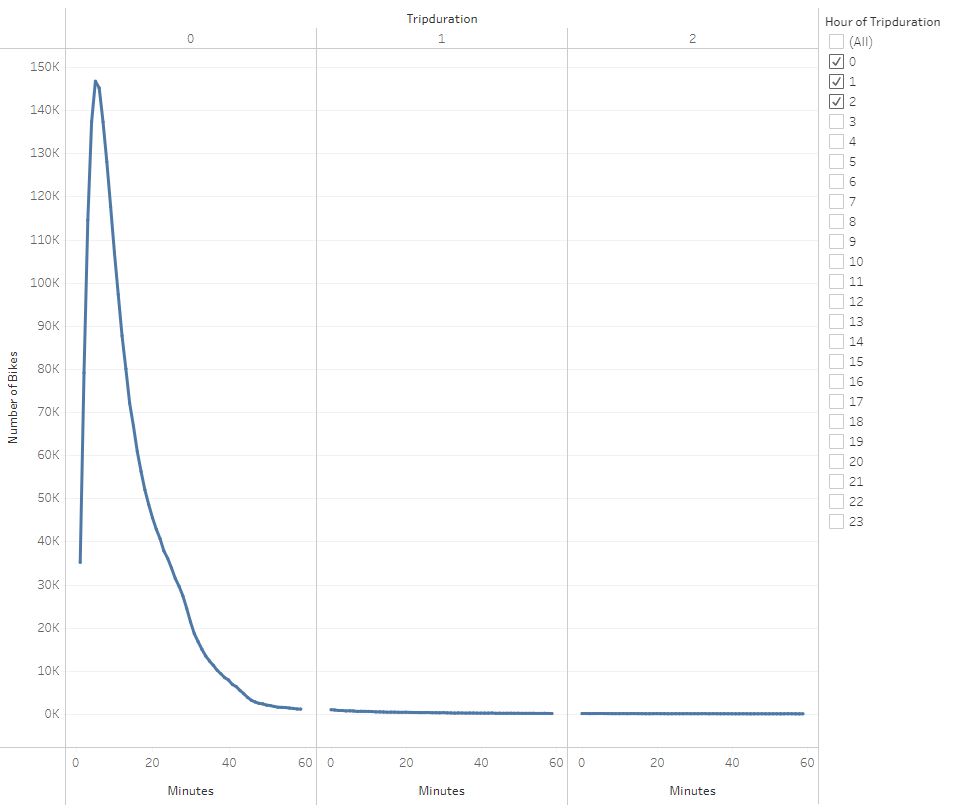 Tripduration
0 1 2
150K
140K
130K
120K
110K
100K
90K
80K
70K
60K
50K
40K
30K
20K
10K
0K
Number of Bikes
0 20 40 60 0 20 40 60 0 20 40 60
Minutes Minutes Minutes
Hour of Tripduration
(All)
0
1
2
3
4
5
6
7
8
9
10
11
12
13
14
15
16
17
18
19
20
21
22
23